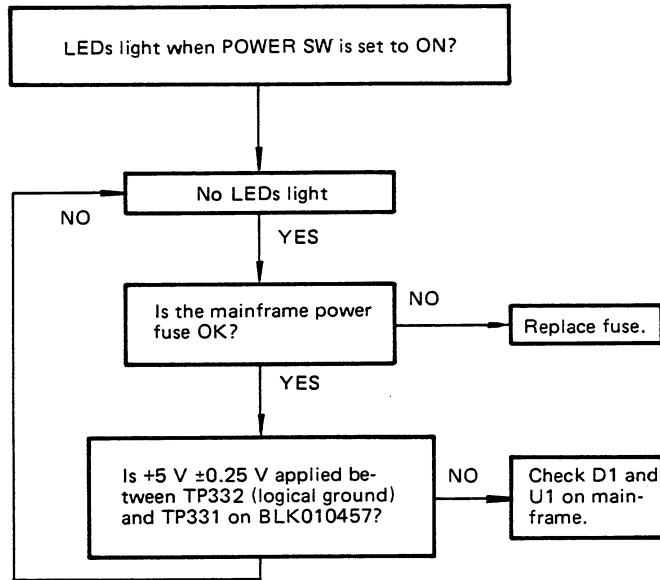 LEDs light when POWER SW is set to ON?
No LEDs light
NO
YES
Is the mainframe power
fuse OK?
NO
Replace fuse.
YES
Is +5 V ±0.25 V applied be-
tween TP332 (logical ground)
and TP331 on BLK010457?
NO
Check D1 and
U1 on main-
frame.